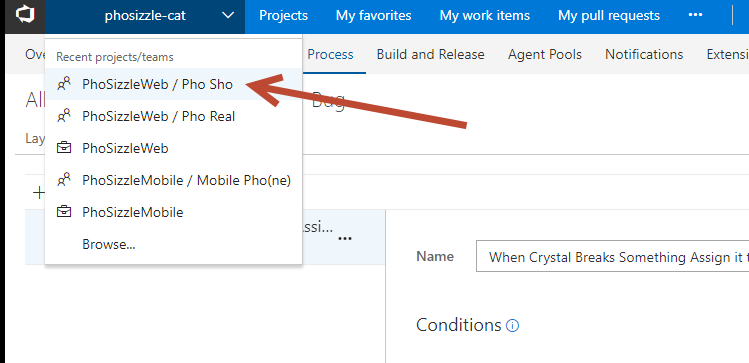 phosizzle-cat Projects My favorites My work items My pull requests ...
Ove Process Build and Release Agent Pools Notifications Extensi
Recent projects/teams
PhoSizzleWeb / Pho Sho
All Bug
PhoSizzleWeb / Pho Real
Lay
PhoSizzleWeb
PhoSizzleMobile / Mobile Pho(ne)
PhoSizzleMobile
Assi... ...
Browse...
Name When Crystal Breaks Something Assign it t
Conditions